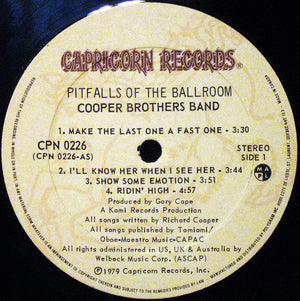 CAPRICORN RECORDS®
PITFALLS OF THE BALLROOM
COOPER BROTHERS BAND
CPN 0226
(CPN 0226-AS)
STEREO
SIDE 1
MAPL
1. MAKE THE LAST ONE A FAST ONE - 3:30
2. I'LL KNOW HER WHEN I SEE HER - 3:44
3. SHOW SOME EMOTION - 3:51
4. RIDIN' HIGH - 4:57
Produced by Gary Cape
A Kami Records Production
All songs written by Richard Cooper
All songs published by Tamiami/
Oboe-Maestro Music-CAPAC
All rights administered in US, UK & Australia by
Welbeck Music Corp. (ASCAP)
℗1979 Capricorn Records, Inc.